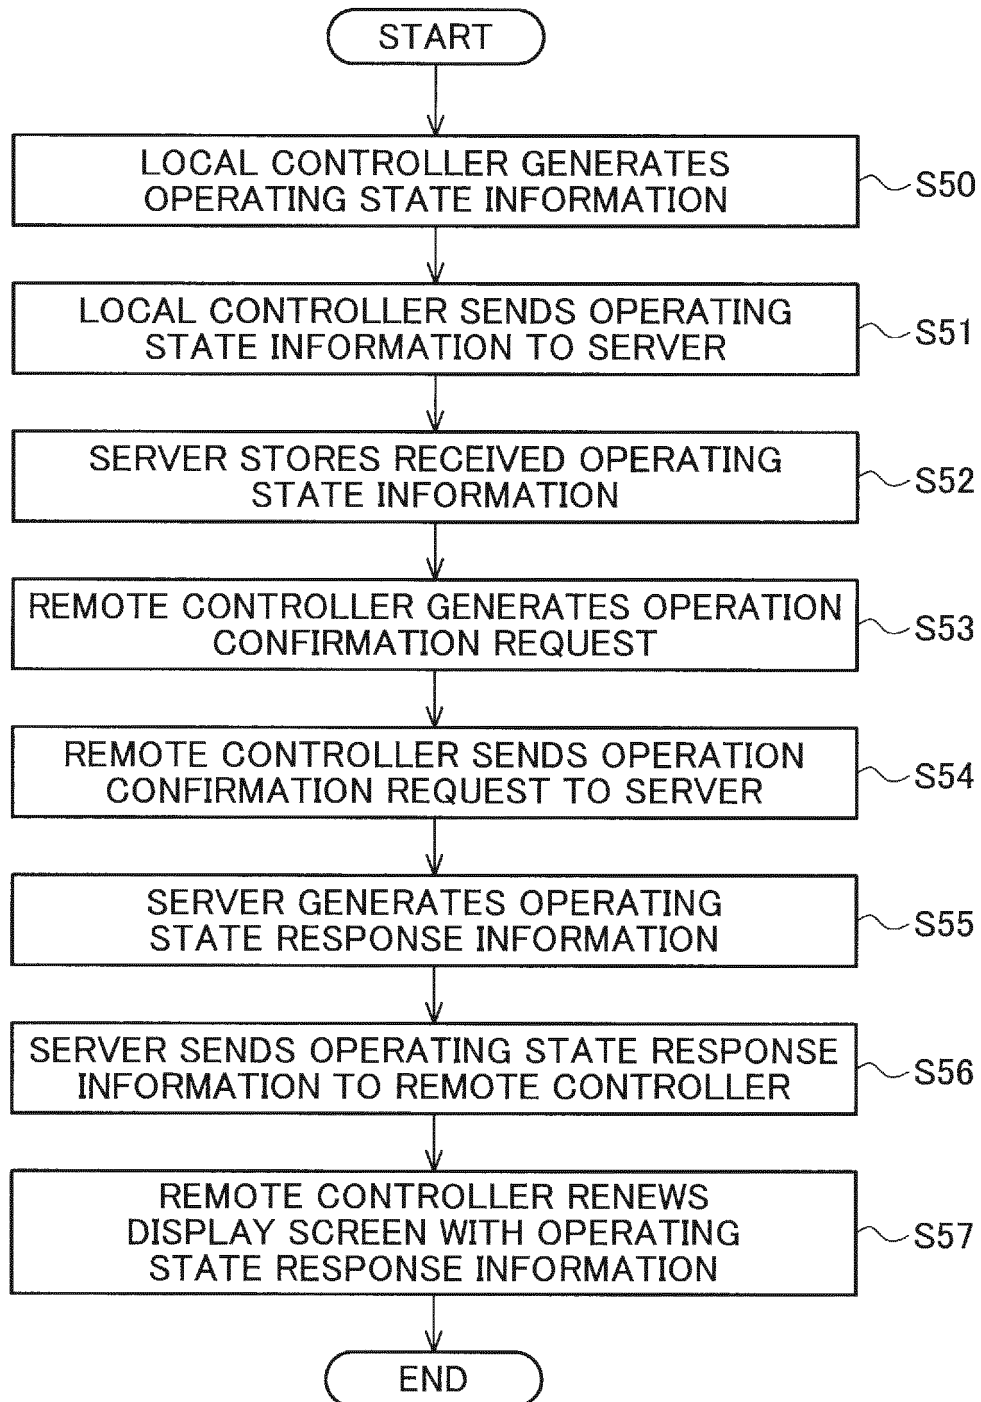 START
LOCAL CONTROLLER GENERATES
OPERATING STATE INFORMATION
S50
LOCAL CONTROLLER SENDS OPERATING
STATE INFORMATION TO SERVER
S51
SERVER STORES RECEIVED OPERATING
STATE INFORMATION
S52
REMOTE CONTROLLER GENERATES OPERATION
CONFIRMATION REQUEST
S53
REMOTE CONTROLLER SENDS OPERATION
CONFIRMATION REQUEST TO SERVER
S54
SERVER GENERATES OPERATING
STATE RESPONSE INFORMATION
S55
SERVER SENDS OPERATING STATE RESPONSE
INFORMATION TO REMOTE CONTROLLER
S56
REMOTE CONTROLLER RENEWS
DISPLAY SCREEN WITH OPERATING
STATE RESPONSE INFORMATION
S57
END